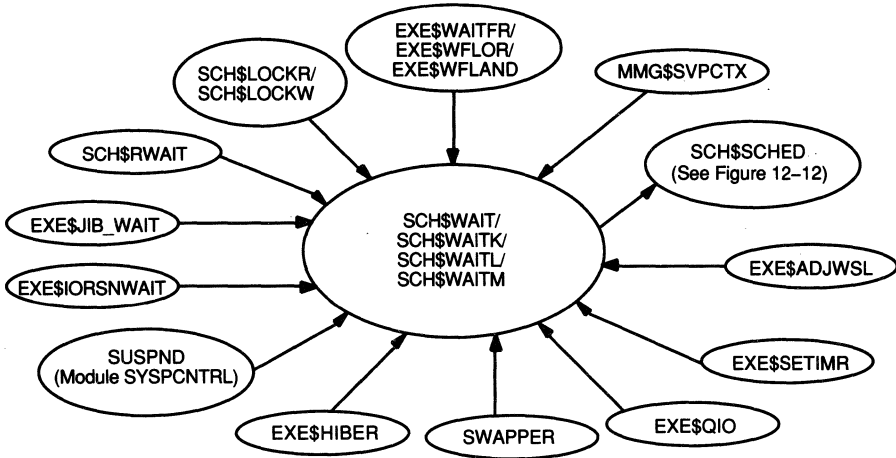 EXE$WAITFR/
EXE$WFLOR/
EXE$WFLAND
SCH$LOCKR/
SCH$LOCKW
MMG$SVPCTX
SCH$RWAIT
SCH$SCHED
(See Figure 12–12)
EXE$JIB_WAIT
SCH$WAIT/
SCH$WAITK/
SCH$WAITL/
SCH$WAITM
EXE$ADJWSL
EXE$IORSNWAIT
SUSPND
(Module SYSPCNTRL)
EXE$SETIMR
EXE$HIBER
SWAPPER
EXE$QIO